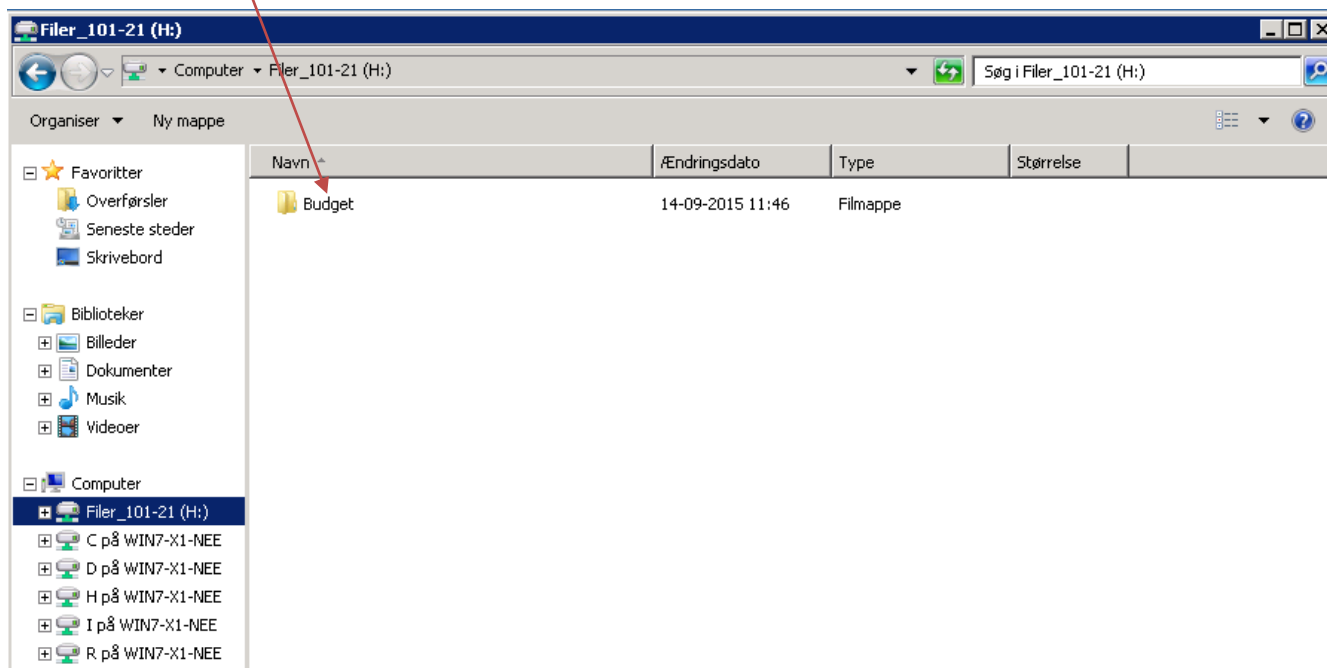 Filer_101-21 (H:)
Computer Filer_101-21 (H:) Søg i Filer_101-21 (H:)
Organiser Ny mappe
Navn Ændringsdato Type Størrelse
Budget 14-09-2015 11:46 Filmappe
Favoritter
Overførsler
Seneste steder
Skrivebord
Biblioteker
Billeder
Dokumenter
Musik
Videoer
Computer
Filer_101-21 (H:)
C på WIN7-X1-NEE
D på WIN7-X1-NEE
H på WIN7-X1-NEE
I på WIN7-X1-NEE
R på WIN7-X1-NEE